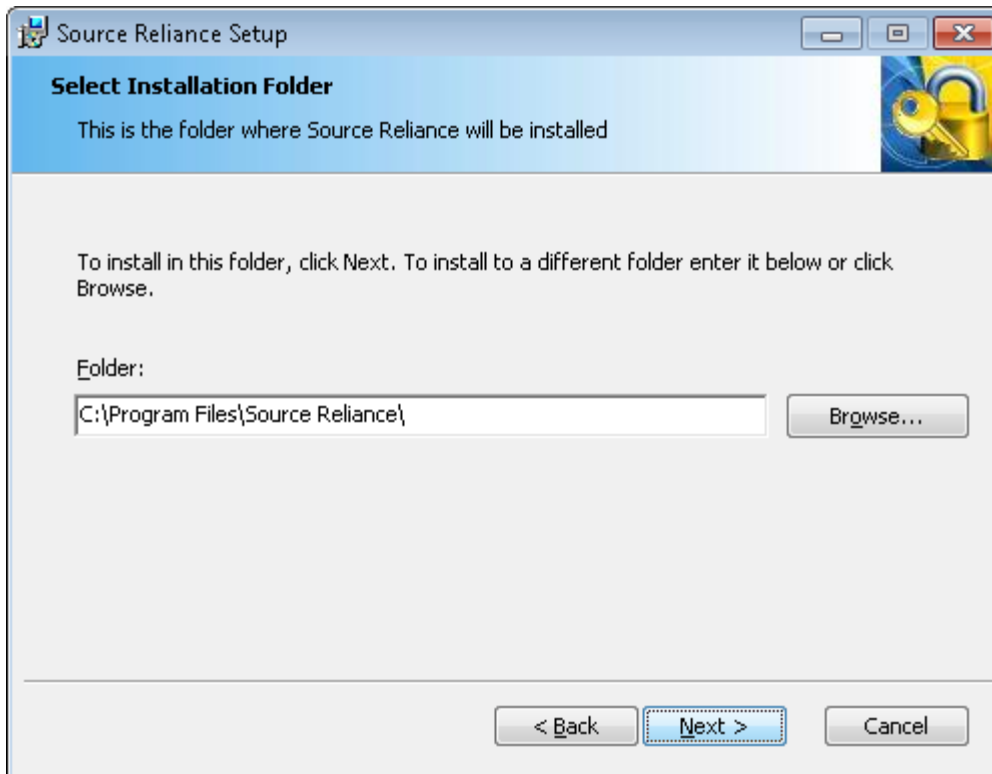 Source Reliance Setup
Select Installation Folder
This is the folder where Source Reliance will be installed
To install in this folder, click Next. To install to a different folder enter it below or click
Browse.
Folder:
C:\Program Files\Source Reliance\
Browse...
< Back
Next >
Cancel